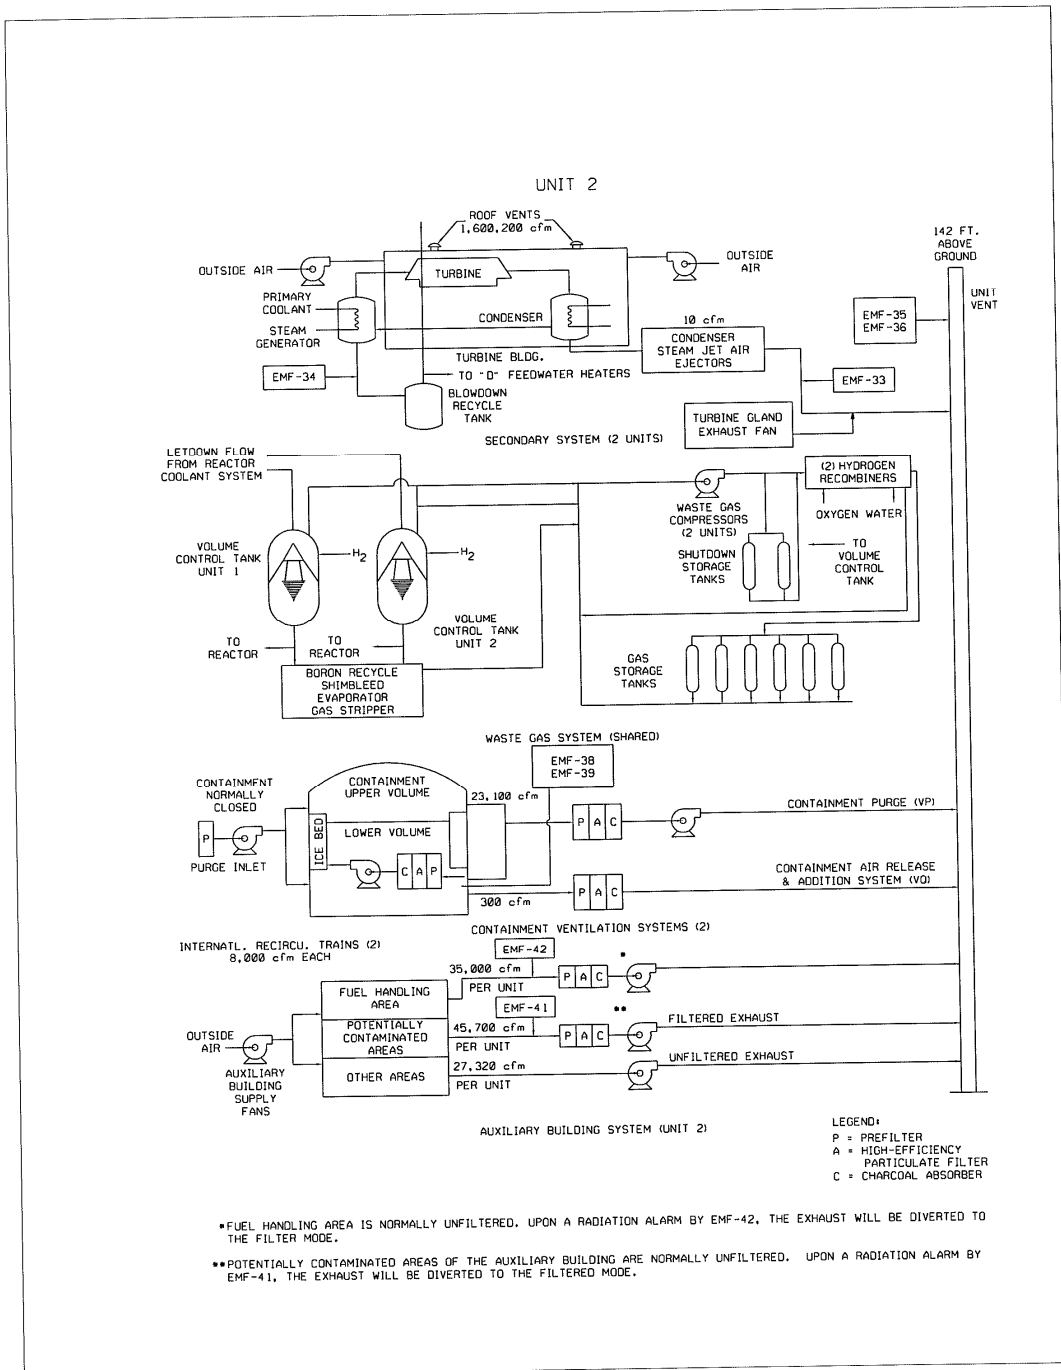 UNIT 2
ROOF VENTS
1,600,200 cfm
142 FT.
ABOVE
GROUND
OUTSIDE AIR
TURBINE
OUTSIDE
AIR
UNIT
VENT
PRIMARY
COOLANT
STEAM
GENERATOR
CONDENSER
10 cfm
CONDENSER
STEAM JET AIR
EJECTORS
EMF-35
EMF-36
TURBINE BLDG.
EMF-34
TO "D" FEEDWATER HEATERS
EMF-33
BLOWDOWN
RECYCLE
TANK
TURBINE GLAND
EXHAUST FAN
SECONDARY SYSTEM (2 UNITS)
LETDOWN FLOW
FROM REACTOR
COOLANT SYSTEM
(2) HYDROGEN
RECOMBINERS
WASTE GAS
COMPRESSORS
(2 UNITS)
OXYGEN WATER
VOLUME
CONTROL TANK
UNIT 1
H2
H2
SHUTDOWN
STORAGE
TANKS
TO
VOLUME
CONTROL
TANK
VOLUME
CONTROL TANK
UNIT 2
TO
REACTOR
TO
REACTOR
BORON RECYCLE
SHIMBLEED
EVAPORATOR
GAS STRIPPER
GAS
STORAGE
TANKS
WASTE GAS SYSTEM (SHARED)
EMF-38
EMF-39
CONTAINMENT
NORMALLY
CLOSED
CONTAINMENT
UPPER VOLUME
23,100 cfm
CONTAINMENT PURGE (VP)
P
PURGE INLET
ICE BED
LOWER VOLUME
C A P
P A C
CONTAINMENT AIR RELEASE
& ADDITION SYSTEM (VQ)
300 cfm
P A C
CONTAINMENT VENTILATION SYSTEMS (2)
INTERNATL. RECIRCU. TRAINS (2)
8,000 cfm EACH
EMF-42
*
35,000 cfm
PER UNIT
P A C
FUEL HANDLING
AREA
EMF-41
**
POTENTIALLY
CONTAMINATED
AREAS
45,700 cfm
PER UNIT
P A C
FILTERED EXHAUST
OUTSIDE
AIR
AUXILIARY
BUILDING
SUPPLY
FANS
OTHER AREAS
27,320 cfm
PER UNIT
UNFILTERED EXHAUST
AUXILIARY BUILDING SYSTEM (UNIT 2)
LEGEND:
P = PREFILTER
A = HIGH-EFFICIENCY
PARTICULATE FILTER
C = CHARCOAL ABSORBER
*FUEL HANDLING AREA IS NORMALLY UNFILTERED. UPON A RADIATION ALARM BY EMF-42, THE EXHAUST WILL BE DIVERTED TO
THE FILTER MODE.
**POTENTIALLY CONTAMINATED AREAS OF THE AUXILIARY BUILDING ARE NORMALLY UNFILTERED. UPON A RADIATION ALARM BY
EMF-41, THE EXHAUST WILL BE DIVERTED TO THE FILTERED MODE.